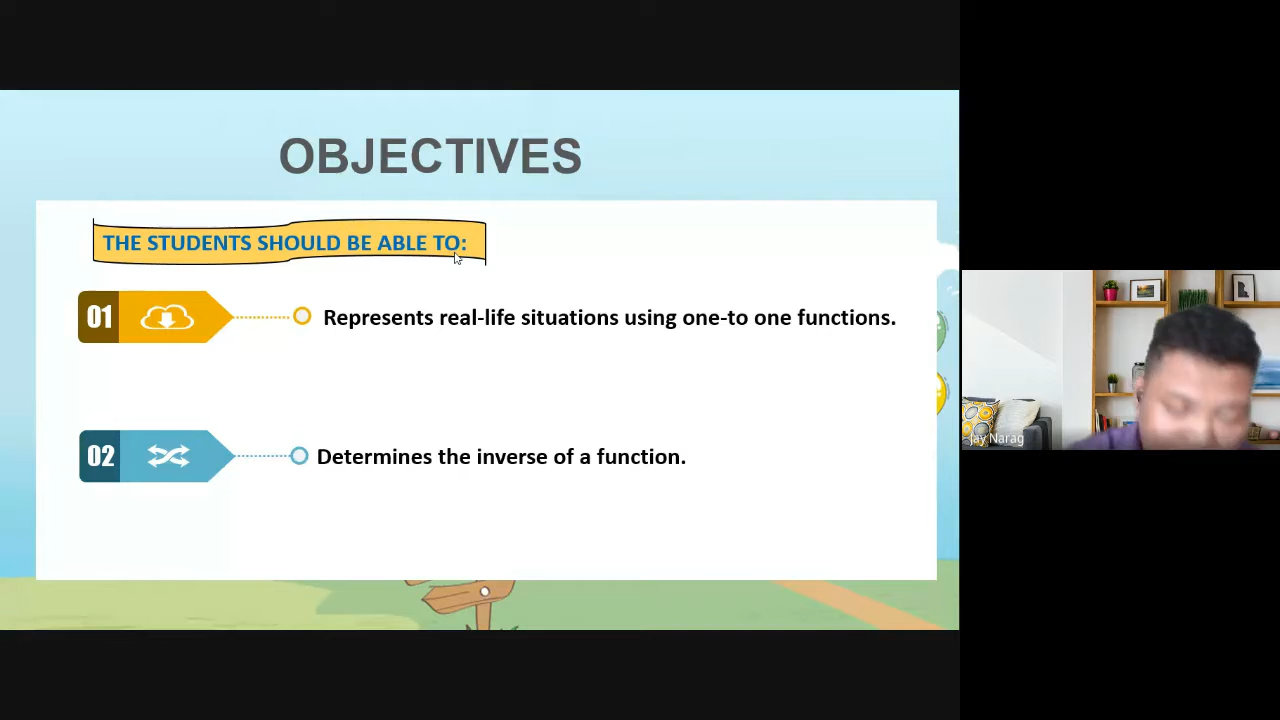 OBJECTIVES
THE STUDENTS SHOULD BE ABLE TO:
01
Represents real-life situations using one-to one functions.
02
Determines the inverse of a function.
Jay Narag